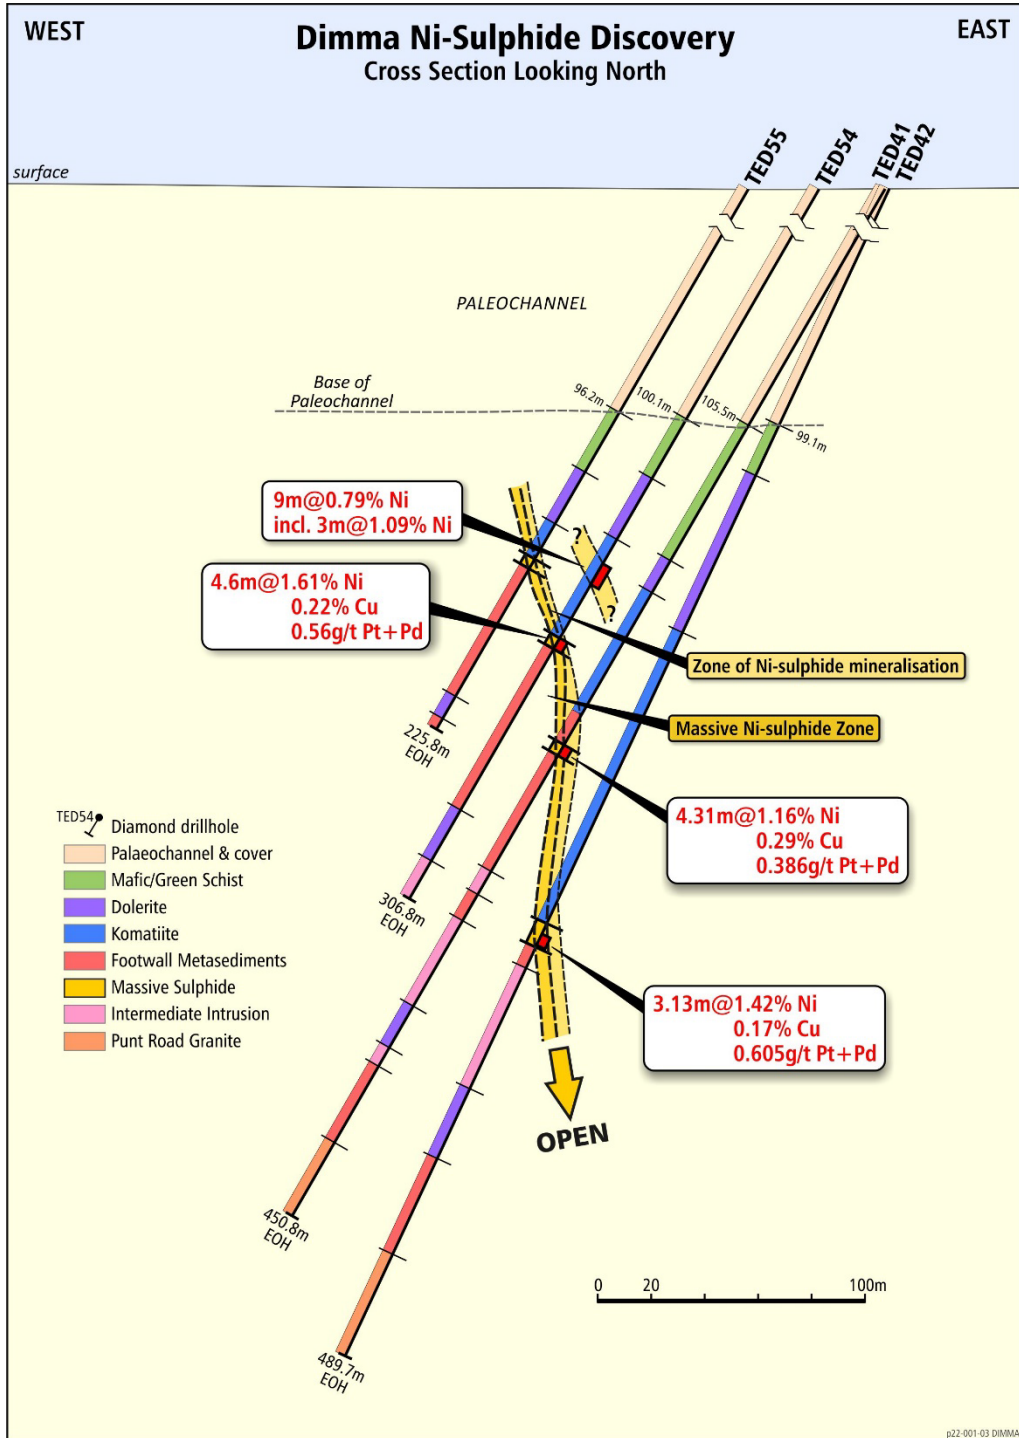 WEST
Dimma Ni-Sulphide Discovery
EAST
Cross Section Looking North
TED55
TED54
TED41
TED42
surface
PALEOCHANNEL
Base of
Paleochannel
96.2m
100.1m
105.5m
99.1m
9m@0.79% Ni
incl. 3m@1.09% Ni
?
?
4.6m@1.61% Ni
0.22% Cu
0.56g/t Pt+Pd
Zone of Ni-sulphide mineralisation
Massive Ni-sulphide Zone
225.8m
EOH
4.31m@1.16% Ni
0.29% Cu
0.386g/t Pt+Pd
TED54
Diamond drillhole
Palaeochannel & cover
Mafic/Green Schist
Dolerite
Komatiite
Footwall Metasediments
Massive Sulphide
Intermediate Intrusion
Punt Road Granite
306.8m
EOH
3.13m@1.42% Ni
0.17% Cu
0.605g/t Pt+Pd
OPEN
450.8m
EOH
0 20 100m
489.7m
EOH
p22-001-03 DIMMA